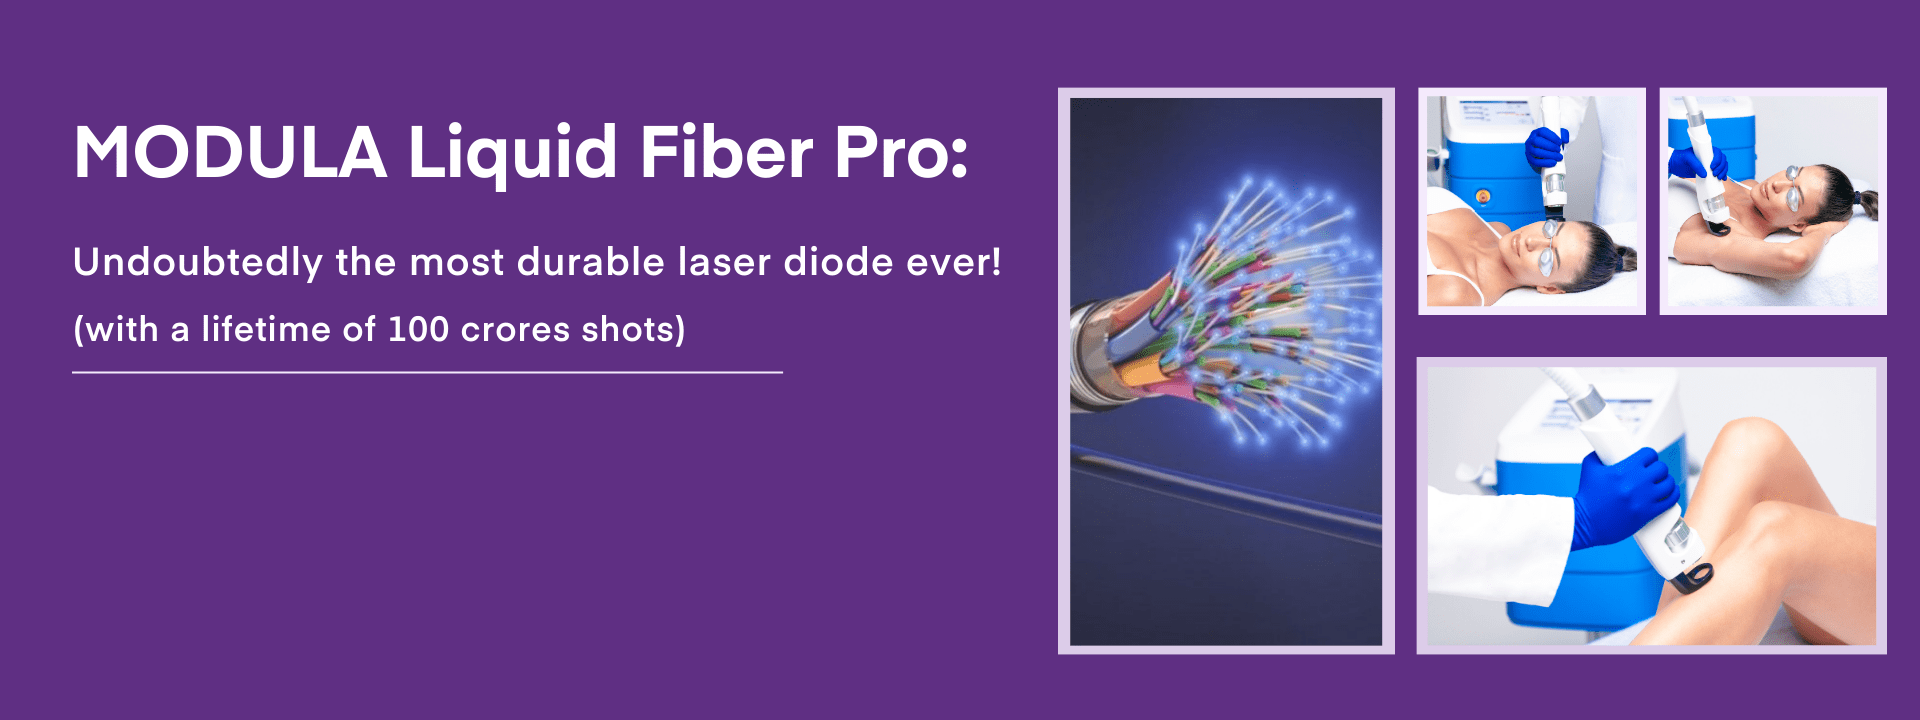 MODULA Liquid Fiber Pro:
Undoubtedly the most durable laser diode ever!
(with a lifetime of 100 crores shots)